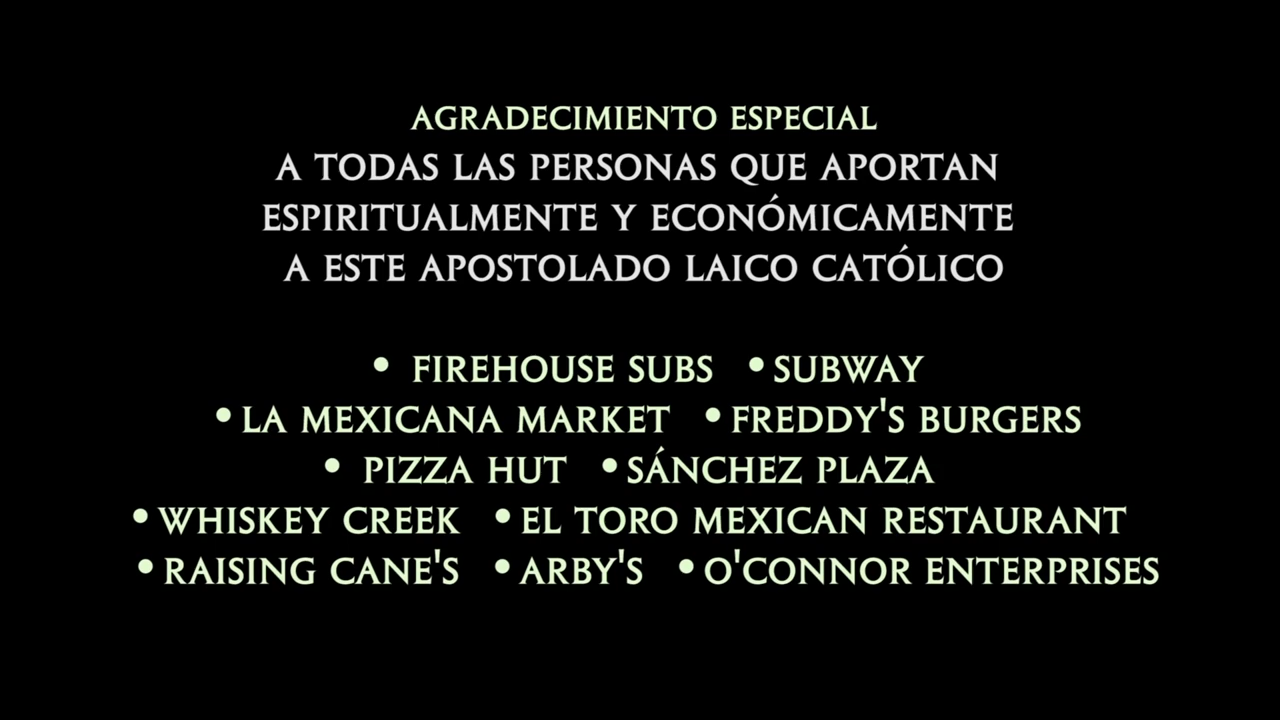 AGRADECIMIENTO ESPECIAL
A TODAS LAS PERSONAS QUE APORTAN
ESPIRITUALMENTE Y ECONÓMICAMENTE
A ESTE APOSTOLADO LAICO CATÓLICO
• FIREHOUSE SUBS • SUBWAY
• LA MEXICANA MARKET • FREDDY'S BURGERS
• PIZZA HUT • SÁNCHEZ PLAZA
• WHISKEY CREEK • EL TORO MEXICAN RESTAURANT
• RAISING CANE'S • ARBY'S • O'CONNOR ENTERPRISES